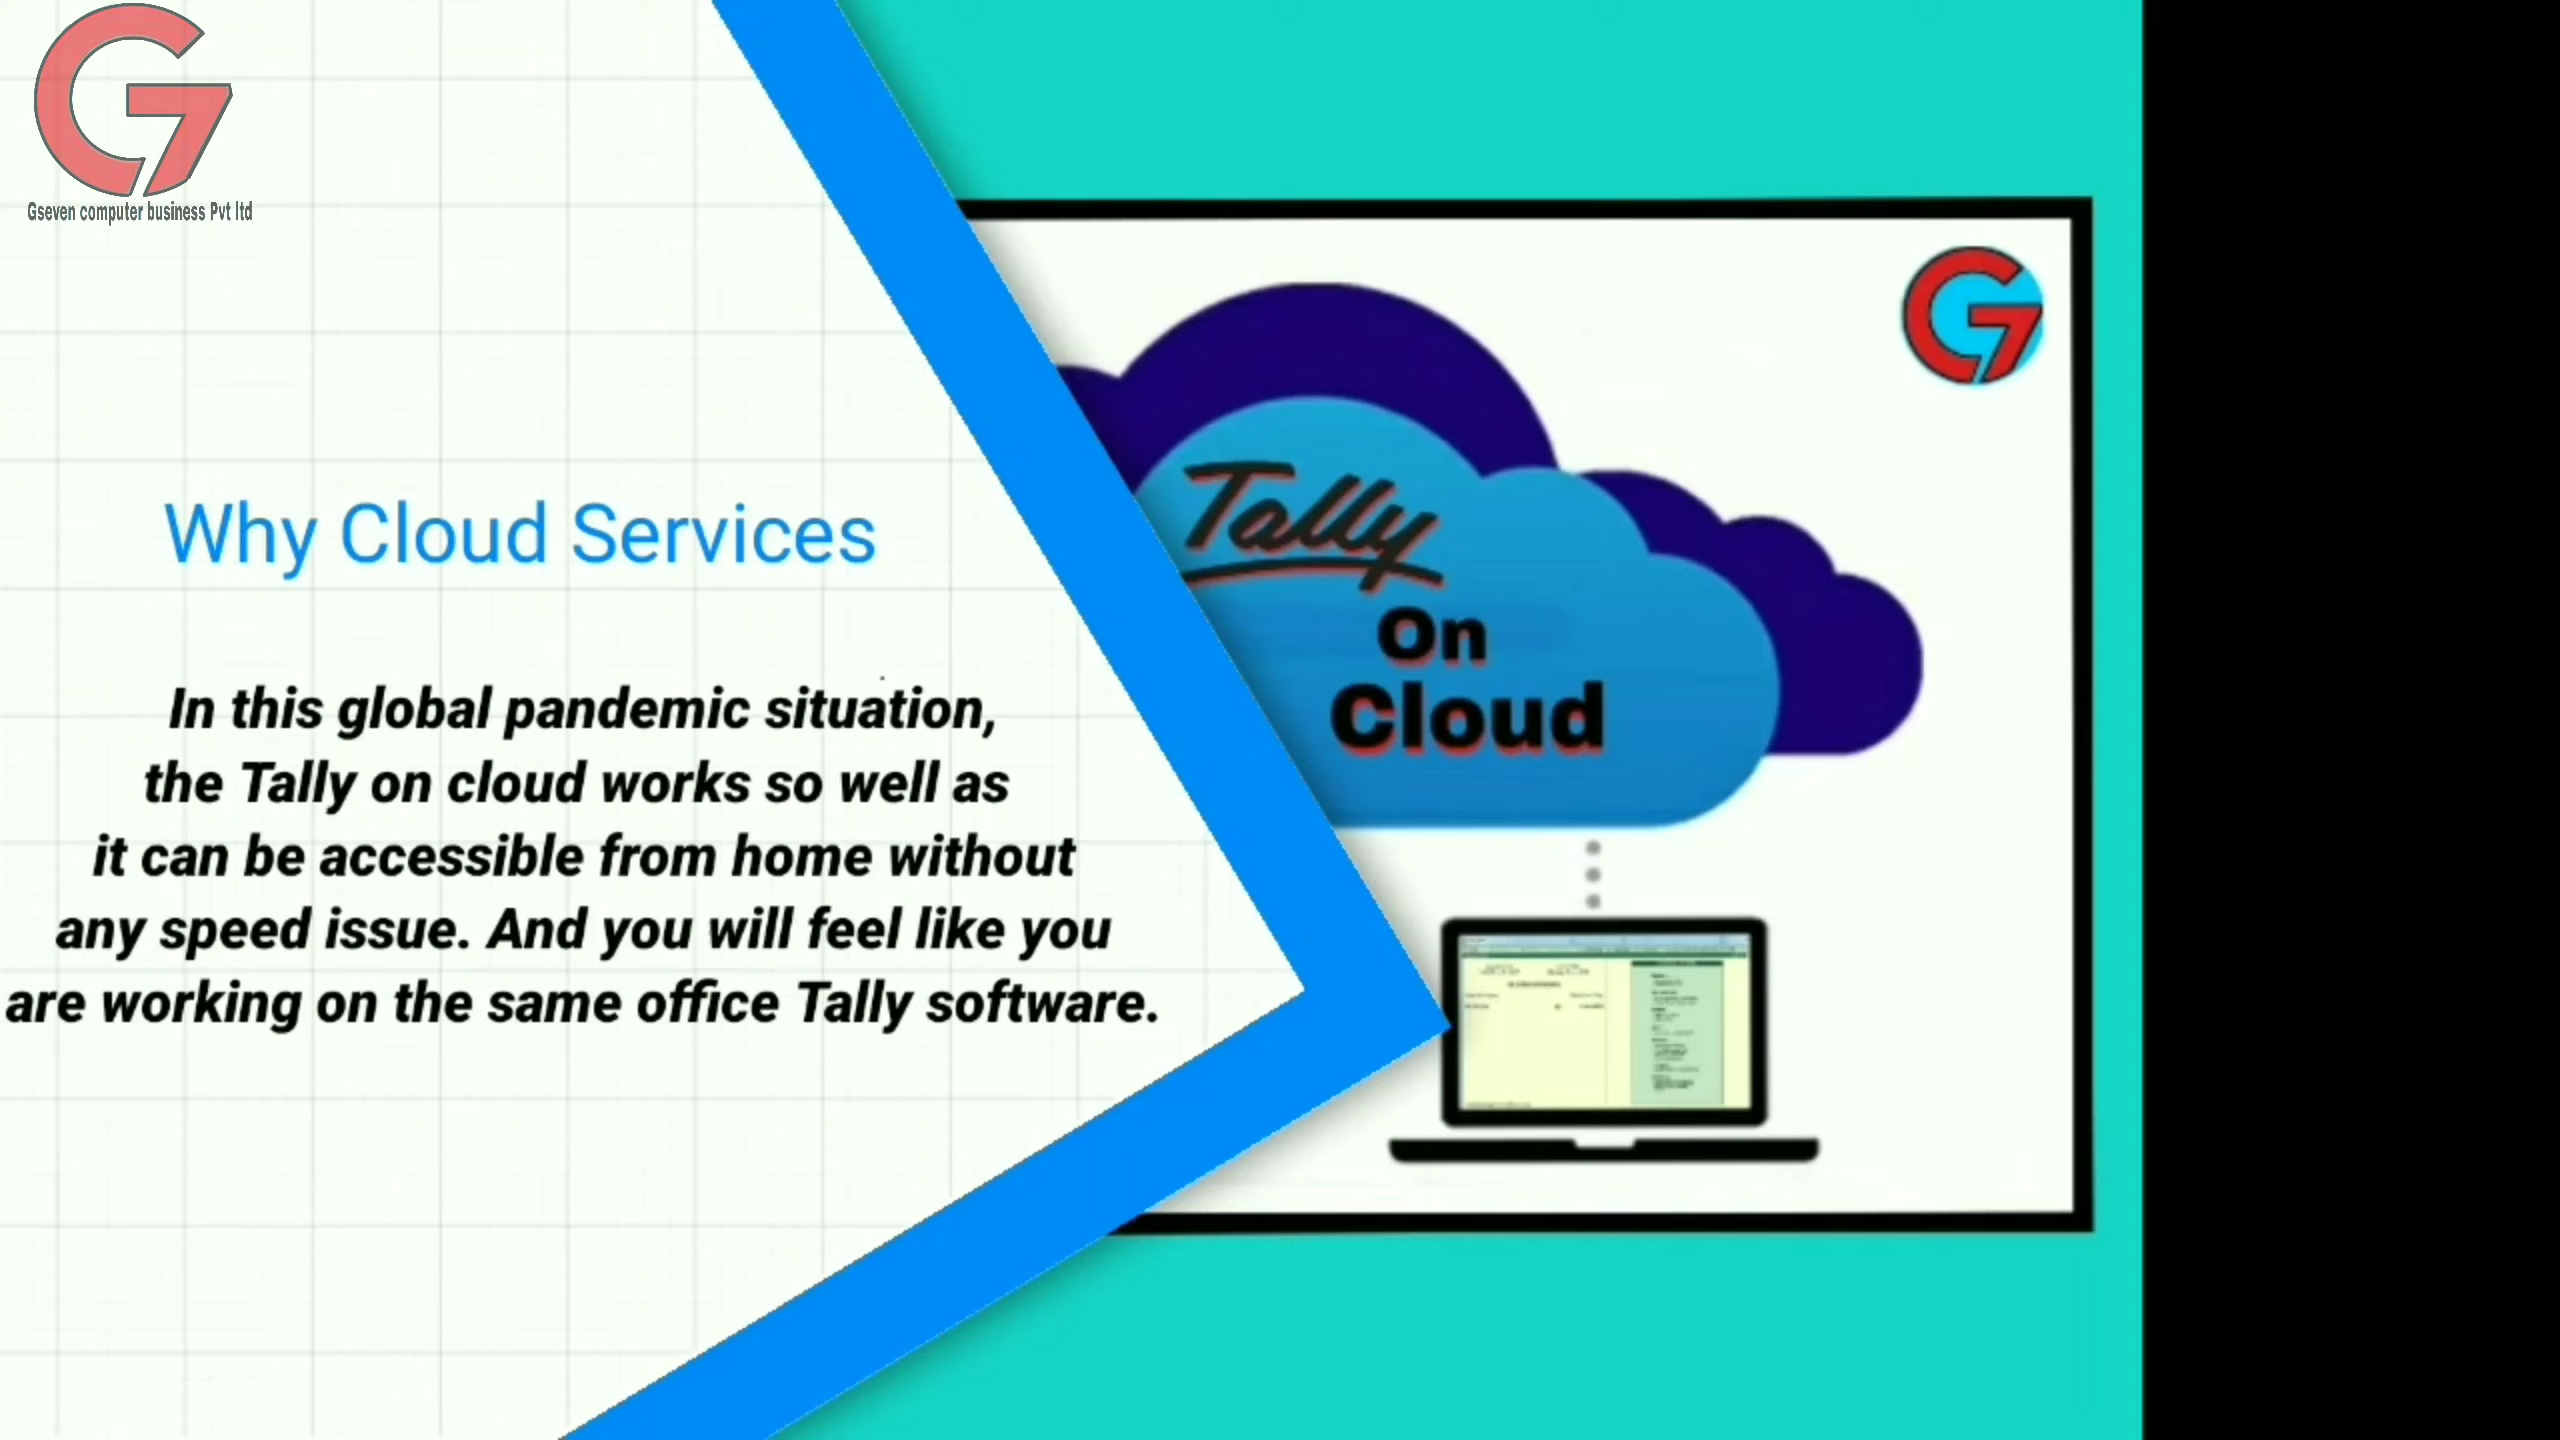 G7
Gseven computer business Pvt ltd
Why Cloud Services
In this global pandemic situation,
the Tally on cloud works so well as
it can be accessible from home without
any speed issue. And you will feel like you
are working on the same office Tally software.
G7
Tally
On
Cloud